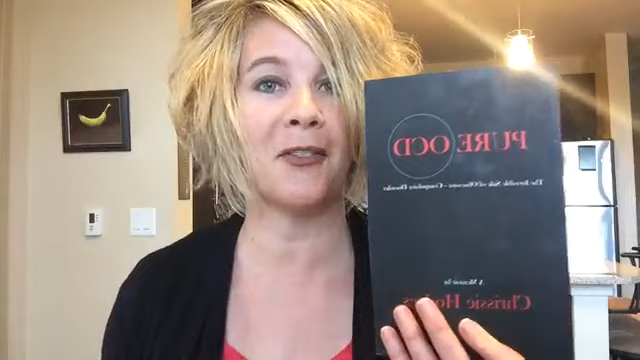 PURE OCD
The Invisible Side of Obsessive-Compulsive Disorder
A Memoir by
Chrissie